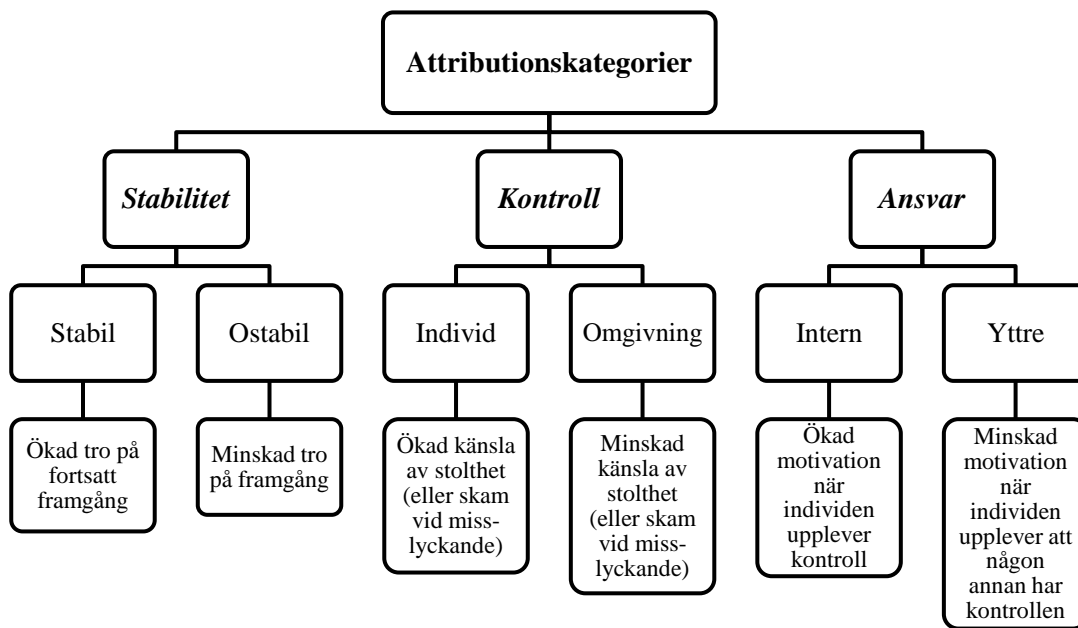 Attributionskategorier
Stabilitet
Kontroll
Ansvar
Stabil
Ostabil
Individ
Omgivning
Intern
Yttre
Ökad tro på
fortsatt
framgång
Minskad tro
på framgång
Ökad känsla
av stolthet
(eller skam
vid miss-
lyckande)
Minskad
känsla av
stolthet
(eller skam
vid miss-
lyckande)
Ökad
motivation
när
individen
upplever
kontroll
Minskad
motivation
när
individen
upplever att
någon
annan har
kontrollen